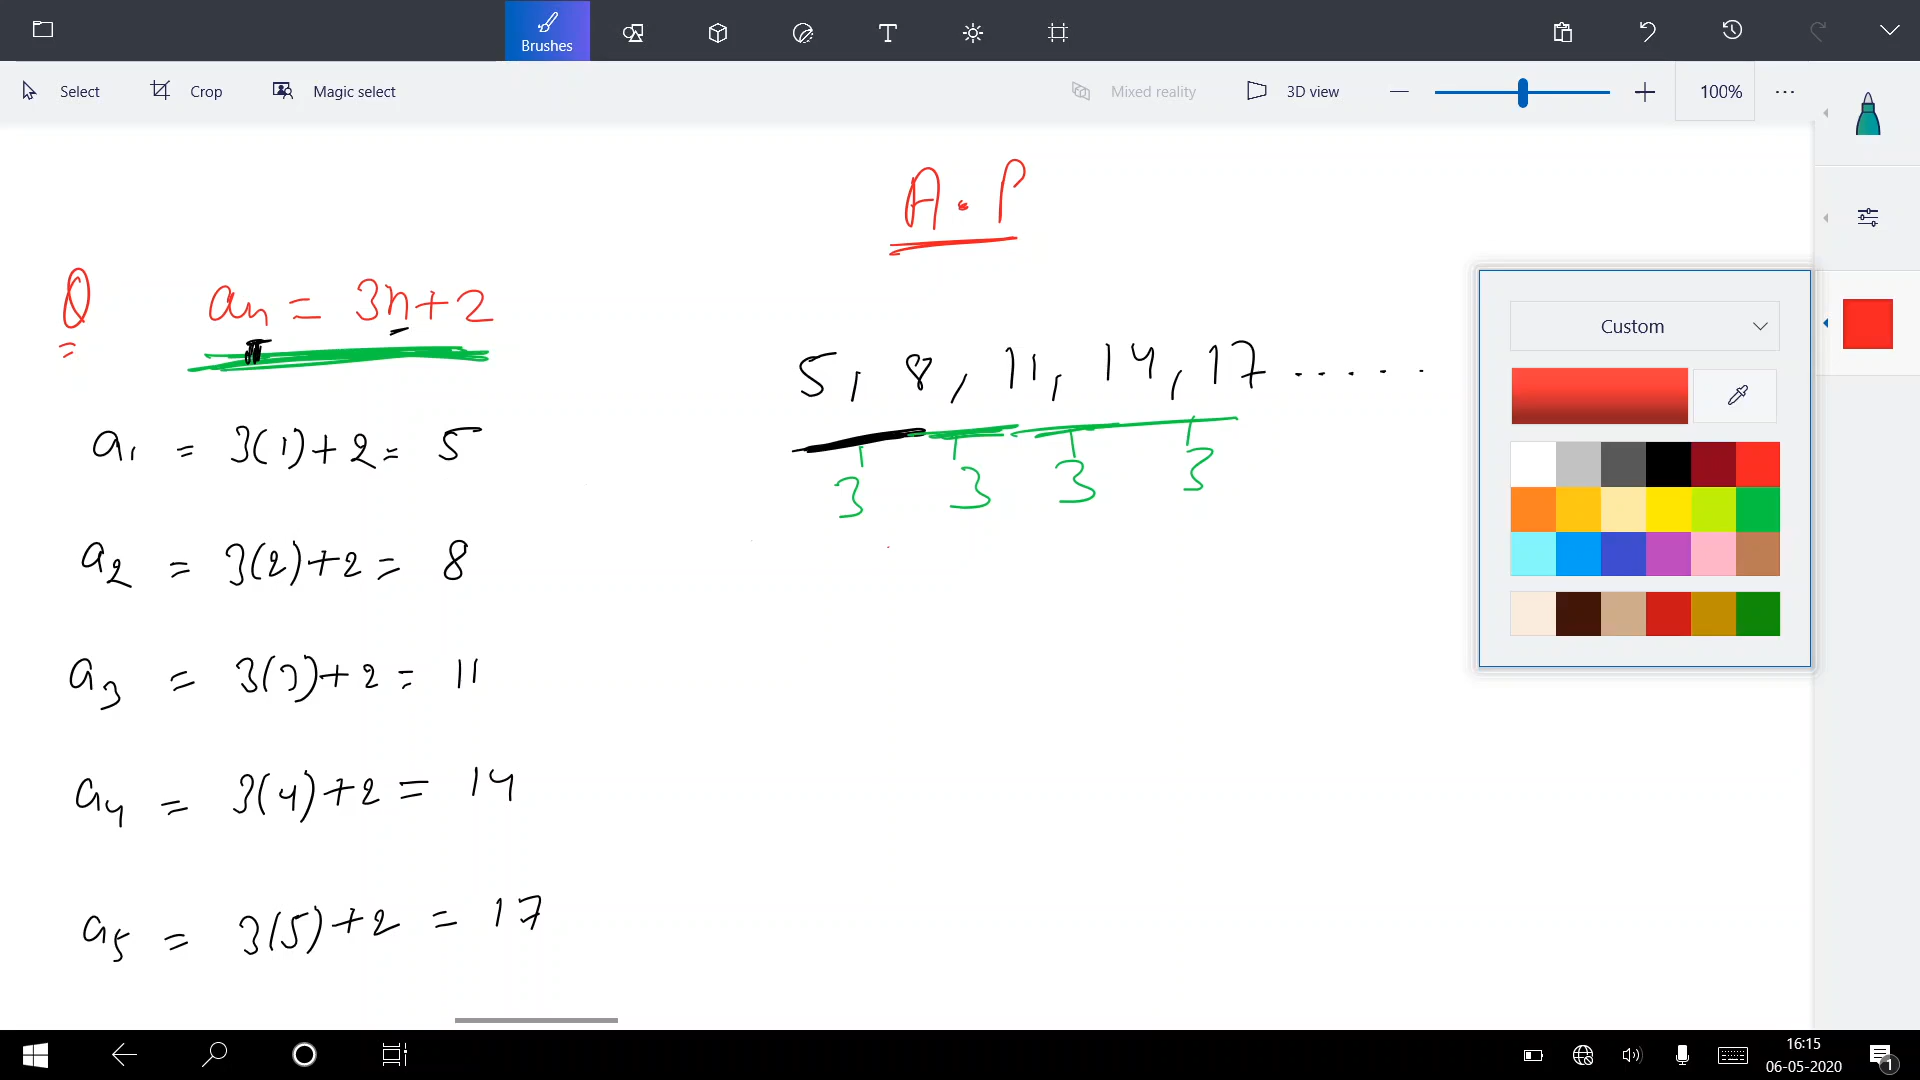 Brushes
Select
Crop
Magic select
Mixed reality
3D view
100%
A.P
Q an = 3n+2
5, 8, 11, 14, 17 .....
3 3 3 3
a1 = 3(1)+2= 5
a2 = 3(2)+2= 8
a3 = 3(3)+2= 11
a4 = 3(4)+2= 14
a5 = 3(5)+2 = 17
Custom
16:15
06-05-2020
1